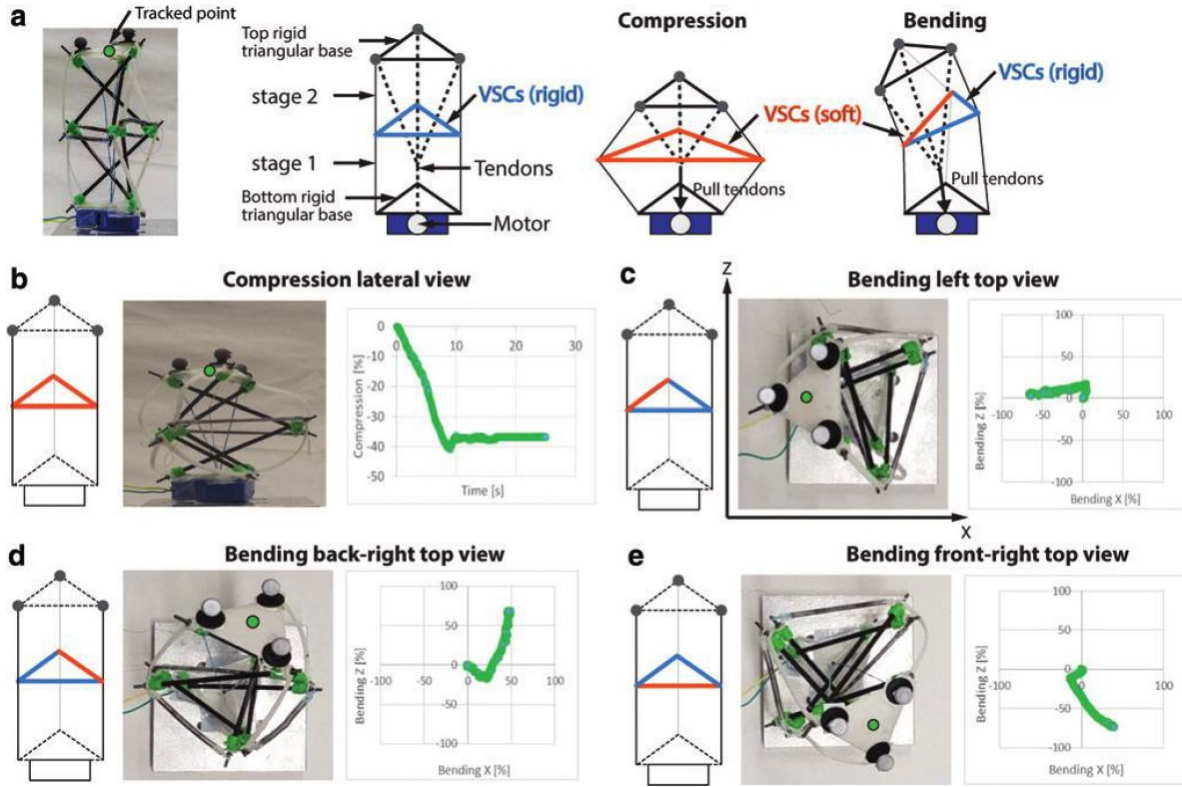 a
Tracked point
Top rigid
triangular base
stage 2
VSCs (rigid)
stage 1
Tendons
Bottom rigid
triangular base
Motor
Compression
VSCs (soft)
Pull tendons
Bending
VSCs (rigid)
Pull tendons
b
Compression lateral view
0
-10
-20
-30
-40
-50
0
10
20
30
Compression [%]
Time [s]
c
Bending left top view
Z
X
100
50
0
-50
-100
-100
-50
0
50
100
Bending Z [%]
Bending X [%]
d
Bending back-right top view
100
50
0
-50
-100
-100
-50
0
50
100
Bending Z [%]
Bending X [%]
e
Bending front-right top view
100
50
0
-50
-100
-100
0
100
Bending Z [%]
Bending X [%]